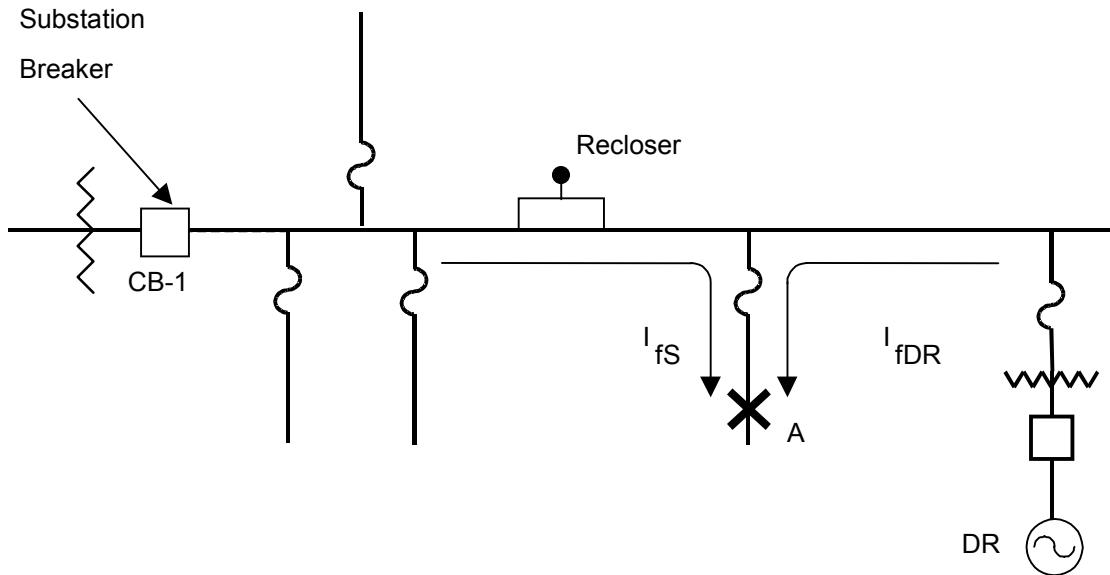 Substation
Breaker
Recloser
CB-1
I fS
I fDR
A
DR